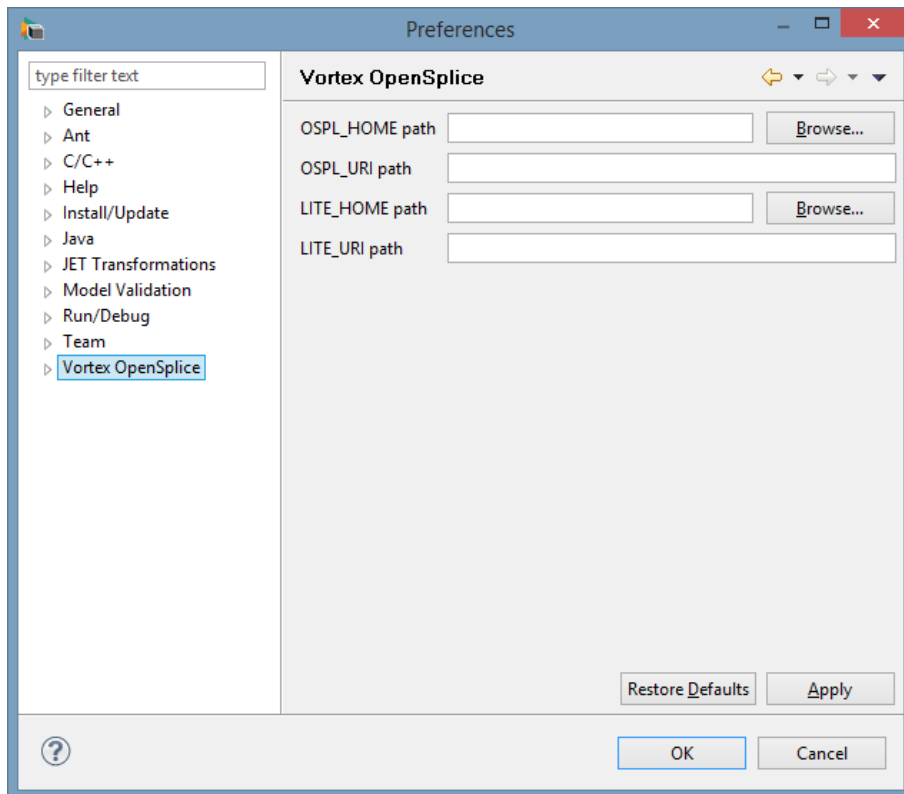 Preferences
type filter text
General
Ant
C/C++
Help
Install/Update
Java
JET Transformations
Model Validation
Run/Debug
Team
Vortex OpenSplice
Vortex OpenSplice
OSPL_HOME path Browse...
OSPL_URI path
LITE_HOME path Browse...
LITE_URI path
Restore Defaults Apply
? OK Cancel